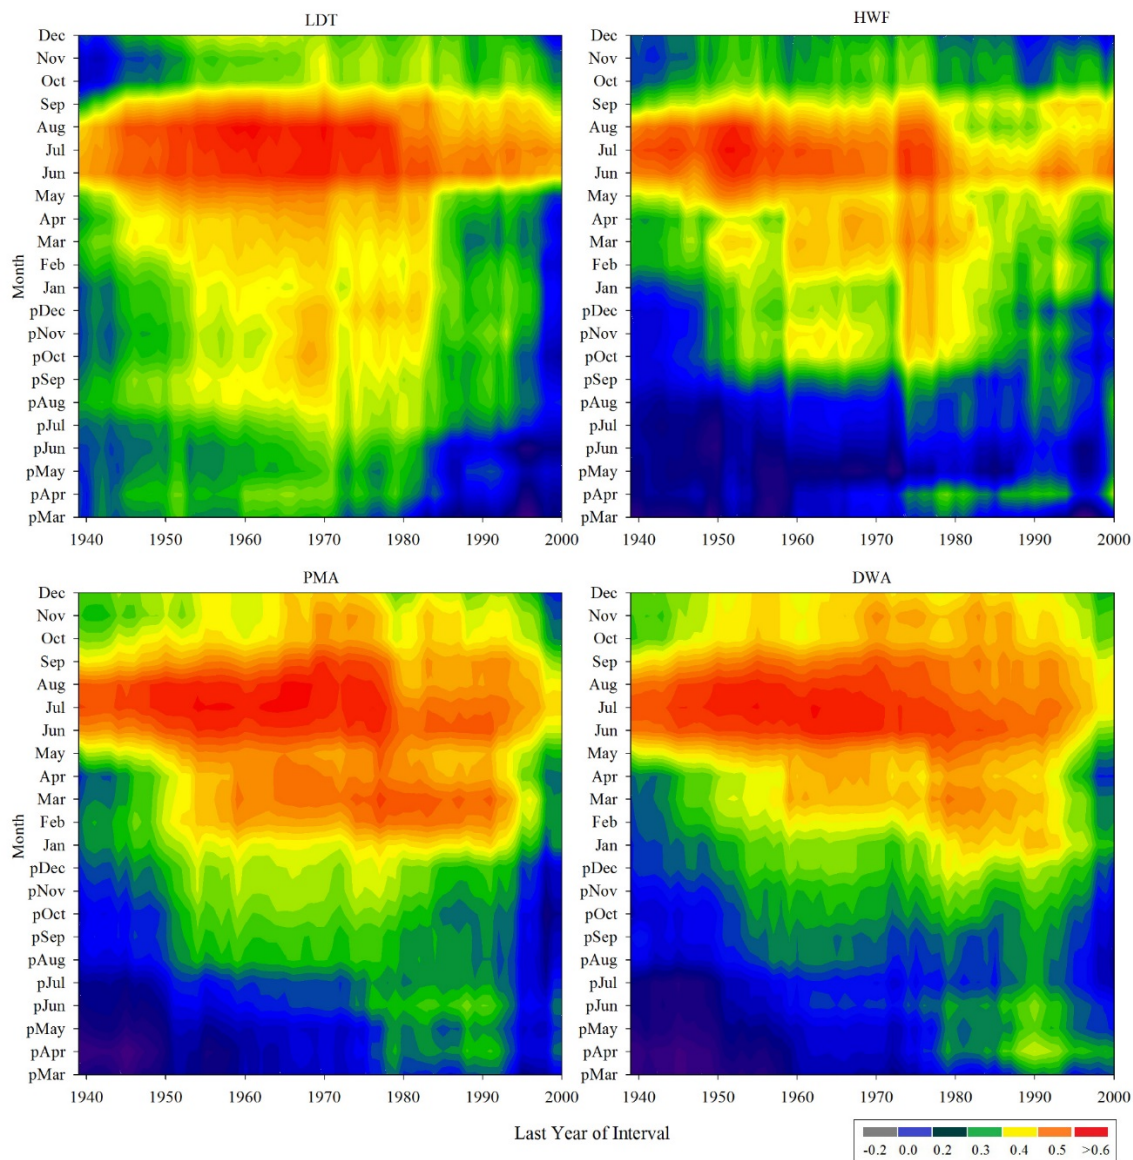 LDT
HWF
Dec
Nov
Oct
Sep
Aug
Jul
Jun
May
Apr
Mar
Feb
Jan
pDec
pNov
pOct
pSep
pAug
pJul
pJun
pMay
pApr
pMar
Month
1940 1950 1960 1970 1980 1990 2000
Dec
Nov
Oct
Sep
Aug
Jul
Jun
May
Apr
Mar
Feb
Jan
pDec
pNov
pOct
pSep
pAug
pJul
pJun
pMay
pApr
pMar
1940 1950 1960 1970 1980 1990 2000
PMA
DWA
Dec
Nov
Oct
Sep
Aug
Jul
Jun
May
Apr
Mar
Feb
Jan
pDec
pNov
pOct
pSep
pAug
pJul
pJun
pMay
pApr
pMar
Month
1940 1950 1960 1970 1980 1990 2000
Dec
Nov
Oct
Sep
Aug
Jul
Jun
May
Apr
Mar
Feb
Jan
pDec
pNov
pOct
pSep
pAug
pJul
pJun
pMay
pApr
pMar
1940 1950 1960 1970 1980 1990 2000
Last Year of Interval
-0.2 0.0 0.2 0.3 0.4 0.5 >0.6